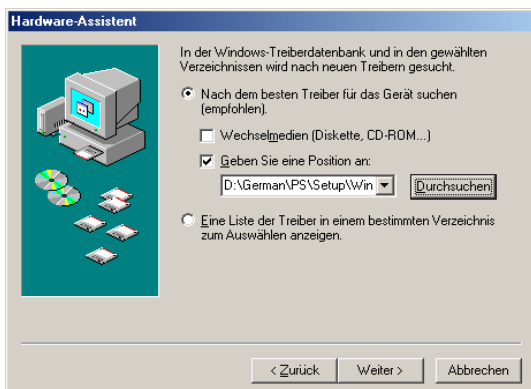 Hardware-Assistent
In der Windows-Treiberdatenbank und in den gewählten
Verzeichnissen wird nach neuen Treibern gesucht.
Nach dem besten Treiber für das Gerät suchen
(empfohlen).
Wechselmedien (Diskette, CD-ROM...)
Geben Sie eine Position an:
D:\German\PS\Setup\Win
Durchsuchen
Eine Liste der Treiber in einem bestimmten Verzeichnis
zum Auswählen anzeigen.
< Zurück
Weiter >
Abbrechen